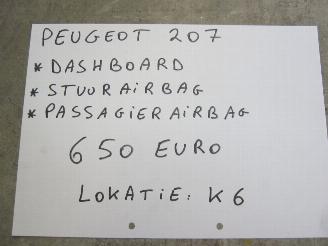 PEUGEOT 207
* DASHBOARD
* STUURAiRBAG
* PASSAGiERAiRBAG
650 EURO
LOKATiE: K6